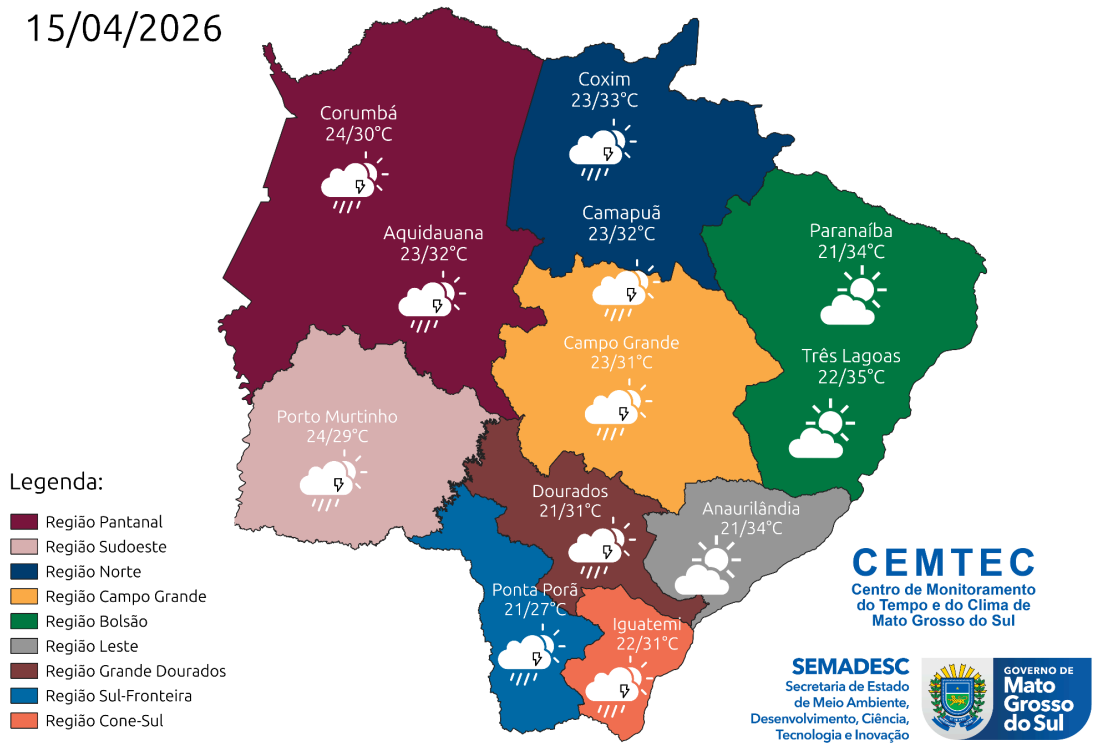 15/04/2026
Coxim
23/33°C
Corumbá
24/30°C
Camapuã
23/32°C
Aquidauana
23/32°C
Paranaíba
21/34°C
Campo Grande
23/31°C
Três Lagoas
22/35°C
Porto Murtinho
24/29°C
Dourados
21/31°C
Anaurilândia
21/34°C
Ponta Porã
21/27°C
Iguatemi
22/31°C
Legenda:
Região Pantanal
Região Sudoeste
Região Norte
Região Campo Grande
Região Bolsão
Região Leste
Região Grande Dourados
Região Sul-Fronteira
Região Cone-Sul
CEMTEC
Centro de Monitoramento
do Tempo e do Clima de
Mato Grosso do Sul
SEMADESC
Secretaria de Estado
de Meio Ambiente,
Desenvolvimento, Ciência,
Tecnologia e Inovação
GOVERNO DE
Mato
Grosso
do Sul